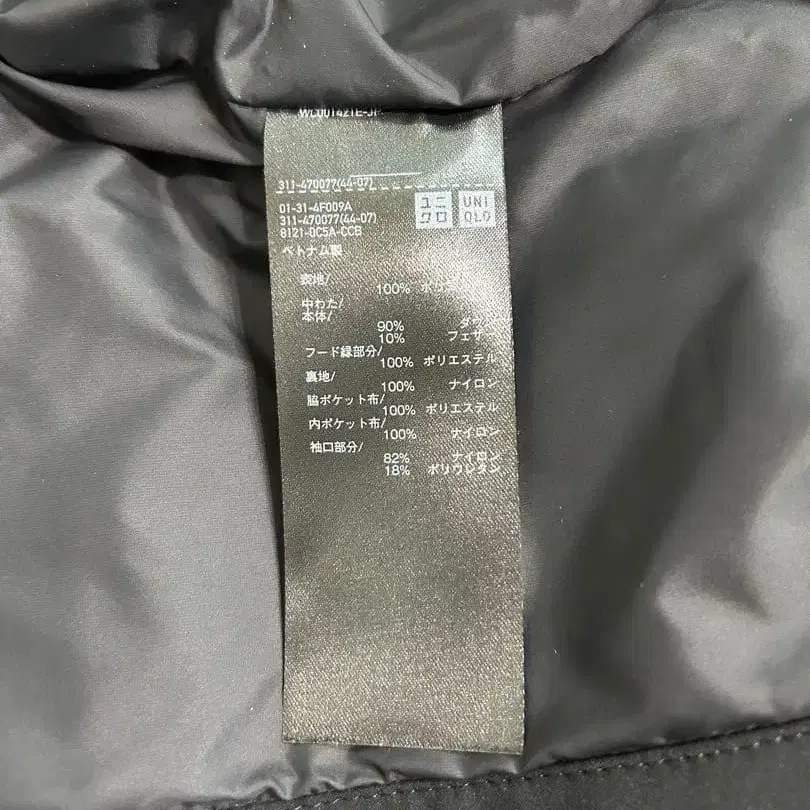 311-470077(44-07)
01-31-4F009A
311-470077(44-07)
8121-0C5A-CCB
ユニクロ
UNIQLO
ベトナム製
表地/
100%
中わた/
本体/
90%
10%
フード縁部分/
100% ポリエステル
裏地/
100% ナイロン
脇ポケット布/
100% ポリエステル
内ポケット布/
100% ナイロン
袖口部分/
82% ナイロン
18% ポリウレタン